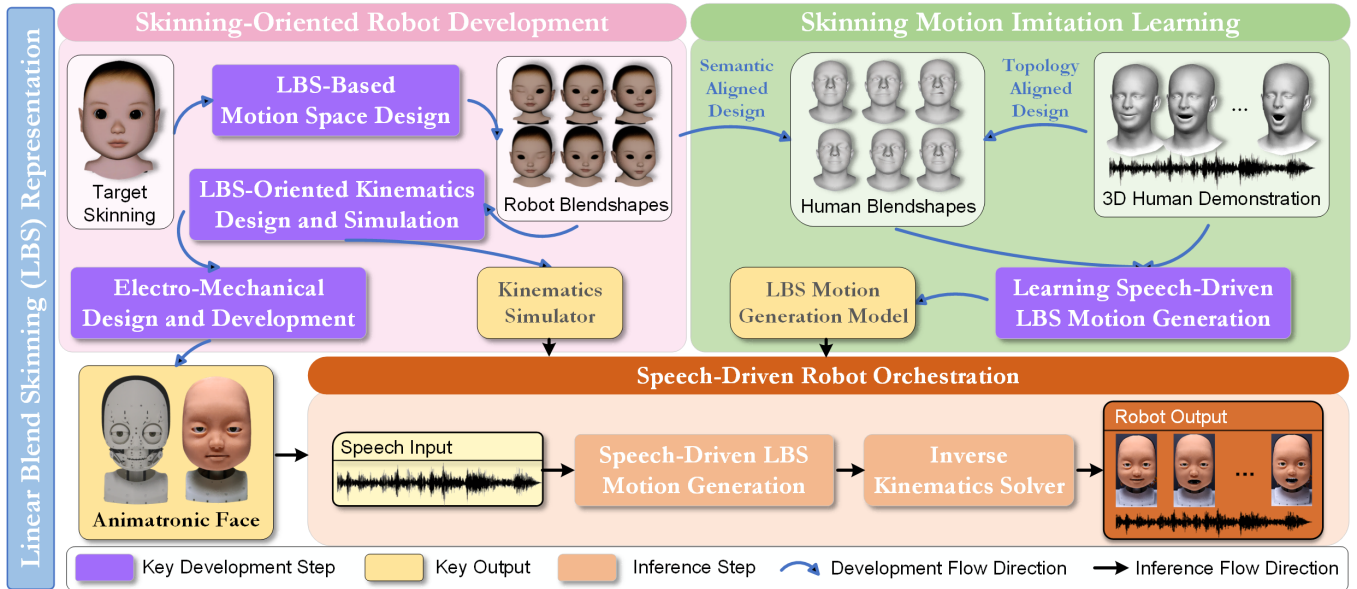 Linear Blend Skinning (LBS) Representation
Skinning-Oriented Robot Development
Target
Skinning
LBS-Based
Motion Space Design
Robot Blendshapes
LBS-Oriented Kinematics
Design and Simulation
Electro-Mechanical
Design and Development
Kinematics
Simulator
Animatronic Face
Skinning Motion Imitation Learning
Semantic
Aligned
Design
Human Blendshapes
Topology
Aligned
Design
...
3D Human Demonstration
LBS Motion
Generation Model
Learning Speech-Driven
LBS Motion Generation
Speech-Driven Robot Orchestration
Speech Input
Speech-Driven LBS
Motion Generation
Inverse
Kinematics Solver
Robot Output
...
Key Development Step
Key Output
Inference Step
Development Flow Direction
Inference Flow Direction